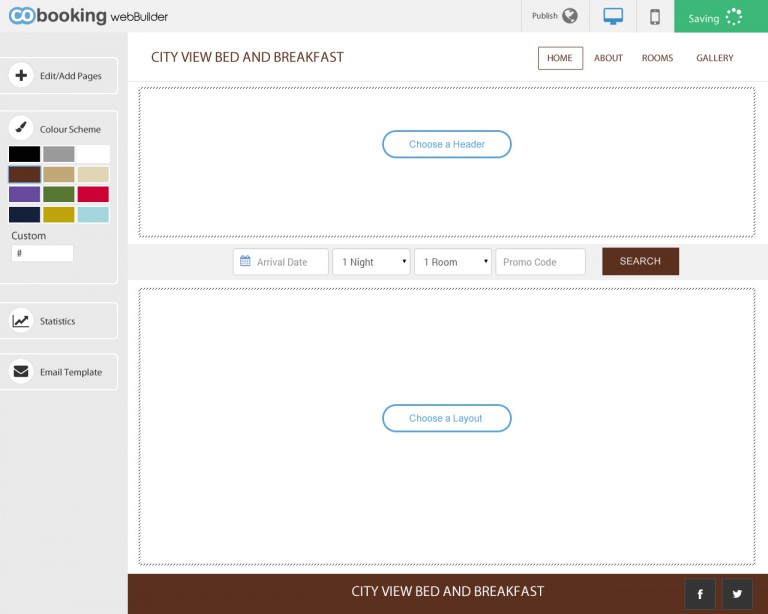 cobooking webBuilder
Publish
Saving
Edit/Add Pages
Colour Scheme
Custom
#
Statistics
Email Template
CITY VIEW BED AND BREAKFAST
HOME ABOUT ROOMS GALLERY
Choose a Header
Arrival Date 1 Night 1 Room Promo Code SEARCH
Choose a Layout
CITY VIEW BED AND BREAKFAST